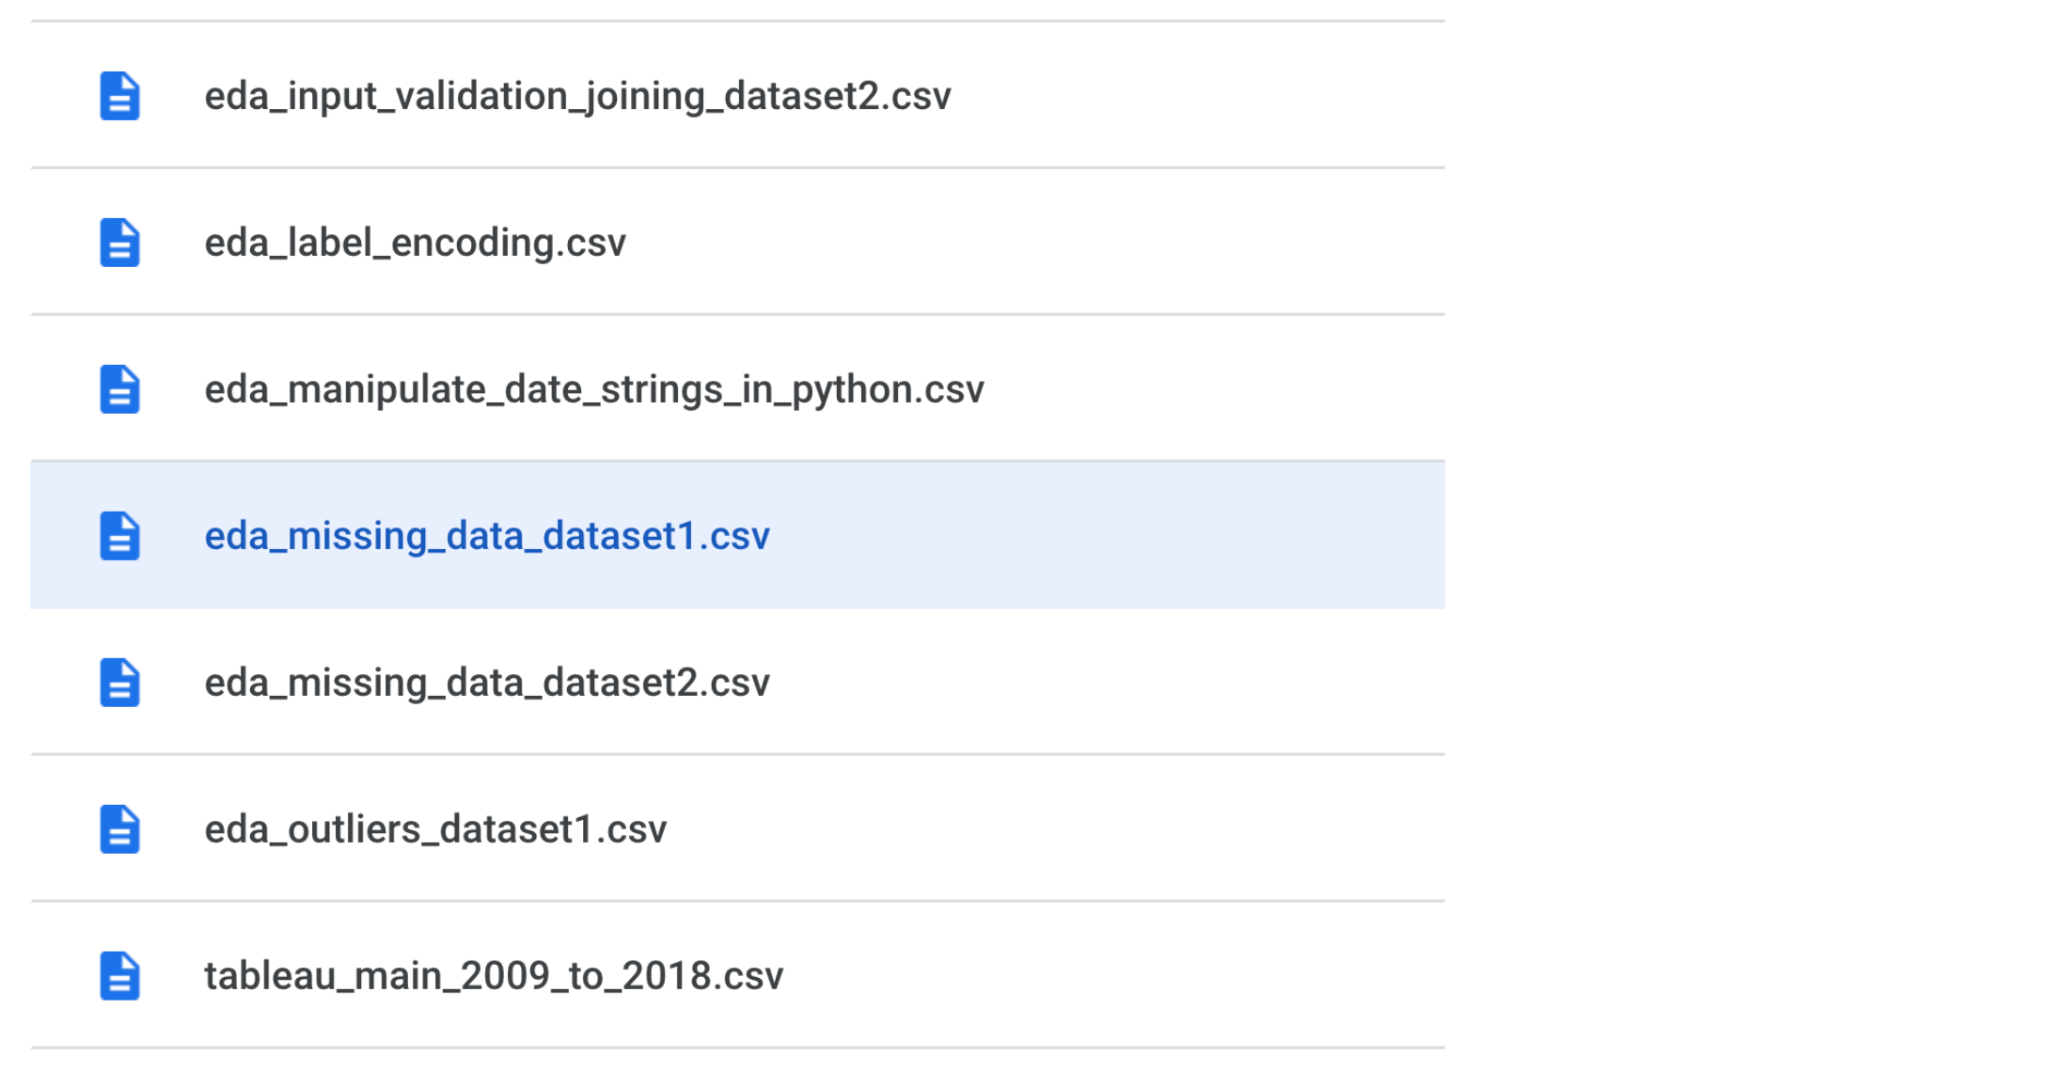 eda_input_validation_joining_dataset2.csv
eda_label_encoding.csv
eda_manipulate_date_strings_in_python.csv
eda_missing_data_dataset1.csv
eda_missing_data_dataset2.csv
eda_outliers_dataset1.csv
tableau_main_2009_to_2018.csv